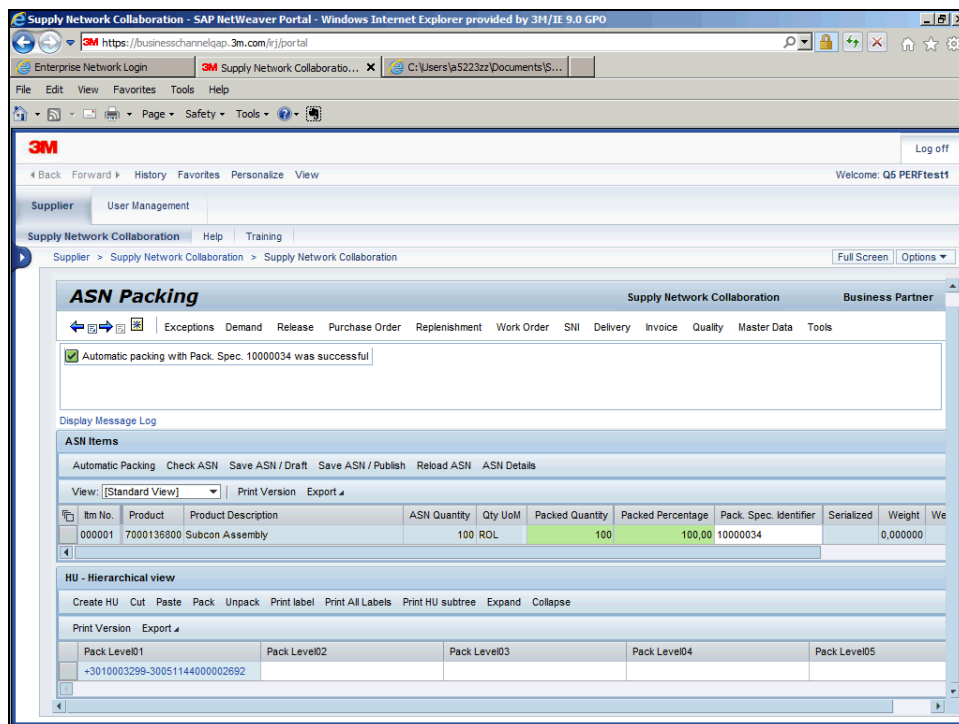 Supply Network Collaboration - SAP NetWeaver Portal - Windows Internet Explorer provided by 3M/IE 9.0 GPO
3M https://businesschannelqap.3m.com/irj/portal
Enterprise Network Login 3M Supply Network Collaboratio... X C:\Users\a5223zz\Documents\S...
File Edit View Favorites Tools Help
Page Safety Tools
3M Log off
Back Forward History Favorites Personalize View Welcome: Q5 PERFtest1
Supplier User Management
Supply Network Collaboration Help Training
Supplier > Supply Network Collaboration > Supply Network Collaboration Full Screen Options
ASN Packing Supply Network Collaboration Business Partner
Exceptions Demand Release Purchase Order Replenishment Work Order SNI Delivery Invoice Quality Master Data Tools
Automatic packing with Pack. Spec. 10000034 was successful
Display Message Log
ASN Items
Automatic Packing Check ASN Save ASN / Draft Save ASN / Publish Reload ASN ASN Details
View: [Standard View] Print Version Export
Itm No. Product Product Description ASN Quantity Qty UoM Packed Quantity Packed Percentage Pack. Spec. Identifier Serialized Weight We
000001 7000136800 Subcon Assembly 100 ROL 100 100,00 10000034 0,000000
HU - Hierarchical view
Create HU Cut Paste Pack Unpack Print label Print All Labels Print HU subtree Expand Collapse
Print Version Export
Pack Level01 Pack Level02 Pack Level03 Pack Level04 Pack Level05
+3010003299-30051144000002692